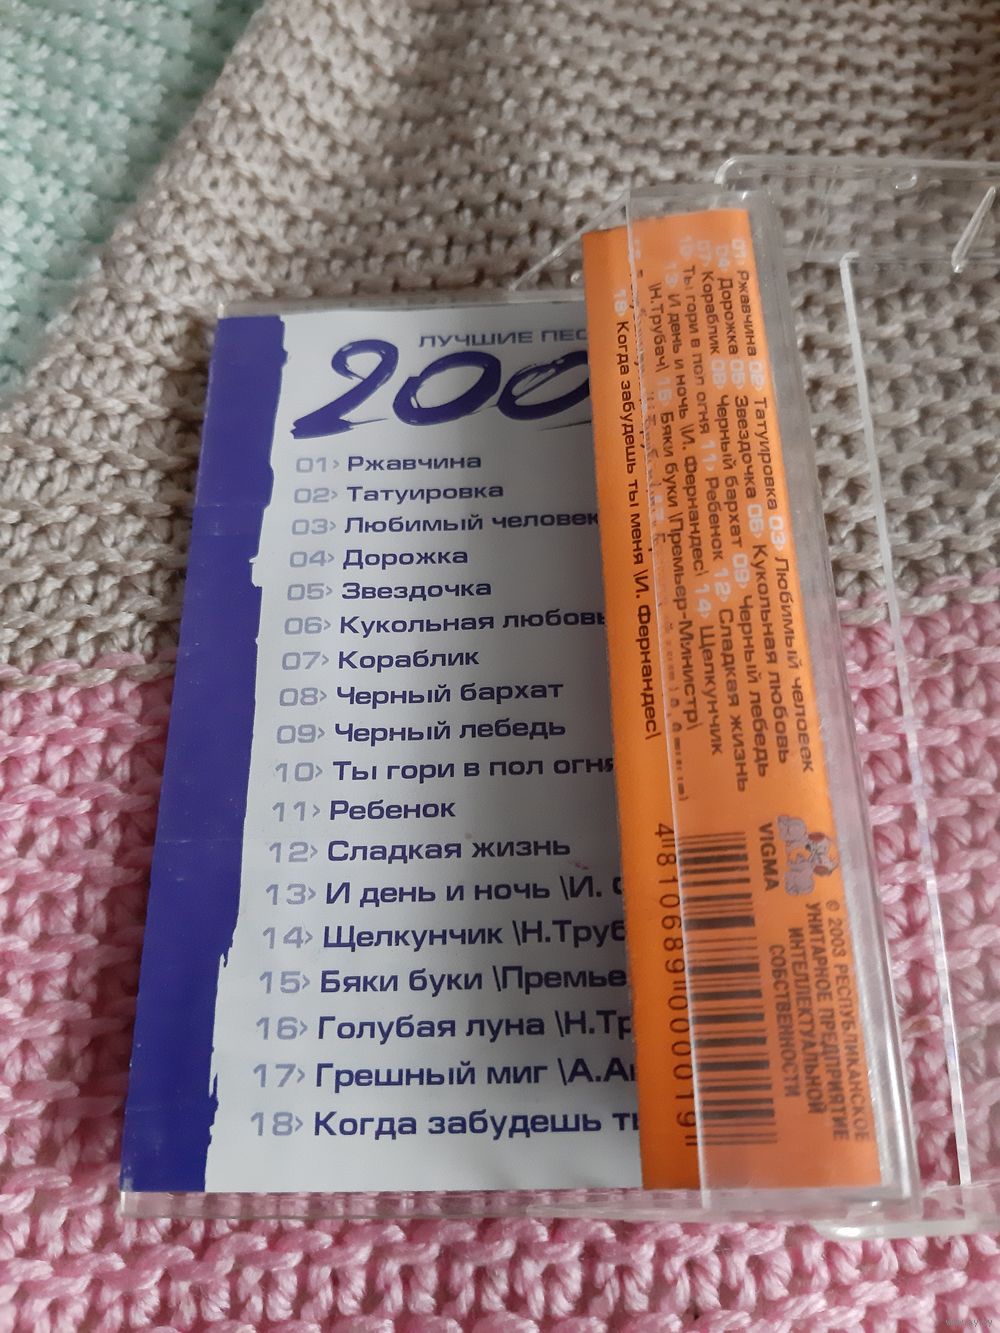 ЛУЧШИЕ ПЕС
200
01> Ржавчина
02> Татуировка
03> Любимый человек
04> Дорожка
05> Звездочка
06> Кукольная любовь
07> Кораблик
08> Черный бархат
09> Черный лебедь
10> Ты гори в пол огня
11> Ребенок
12> Сладкая жизнь
13> И день и ночь \И.
14> Щелкунчик \Н.Труб
15> Бяки буки \Премье
16> Голубая луна \Н.Тр
17> Грешный миг \А.А
18> Когда забудешь ты
01> Ржавчина 02> Татуировка 03> Любимый человек
04> Дорожка 05> Звездочка 06> Кукольная любовь
07> Кораблик 08> Черный бархат 09> Черный лебедь
10> Ты гори в пол огня 11> Ребенок 12> Сладкая жизнь
13> И день и ночь \И. Фернандес\ 14> Щелкунчик
\Н.Трубач\ 15> Бяки буки \Премьер-Министр\
18> Когда забудешь ты меня \И. Фернандес\
VIGMA
© 2003 РЕСПУБЛИКАНСКОЕ
УНИТАРНОЕ ПРЕДПРИЯТИЕ
ИНТЕЛЛЕКТУАЛЬНОЙ
СОБСТВЕННОСТИ
4 810689 000019